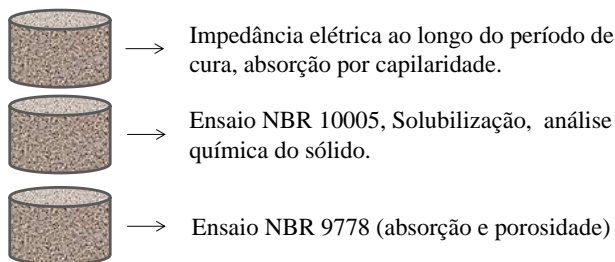 Impedância elétrica ao longo do período de
cura, absorção por capilaridade.
Ensaio NBR 10005, Solubilização, análise
química do sólido.
Ensaio NBR 9778 (absorção e porosidade)